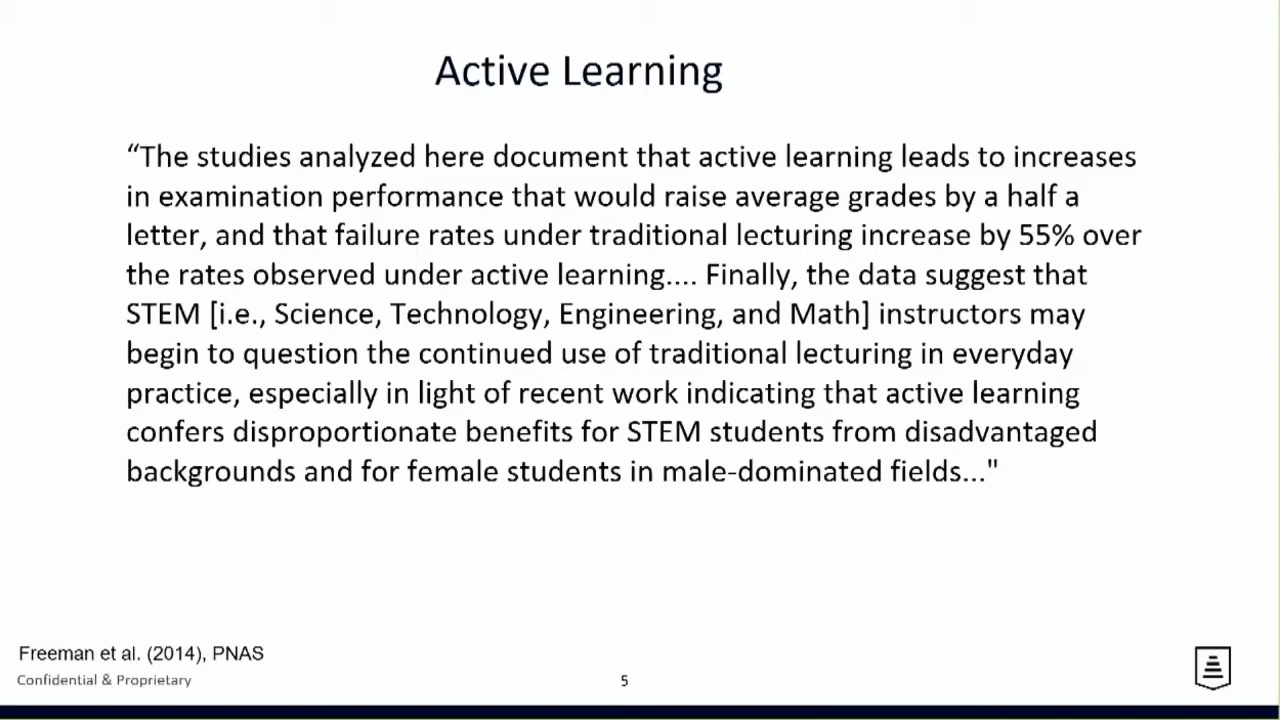 Active Learning
“The studies analyzed here document that active learning leads to increases
in examination performance that would raise average grades by a half a
letter, and that failure rates under traditional lecturing increase by 55% over
the rates observed under active learning.... Finally, the data suggest that
STEM [i.e., Science, Technology, Engineering, and Math] instructors may
begin to question the continued use of traditional lecturing in everyday
practice, especially in light of recent work indicating that active learning
confers disproportionate benefits for STEM students from disadvantaged
backgrounds and for female students in male-dominated fields..."
Freeman et al. (2014), PNAS
Confidential & Proprietary
5